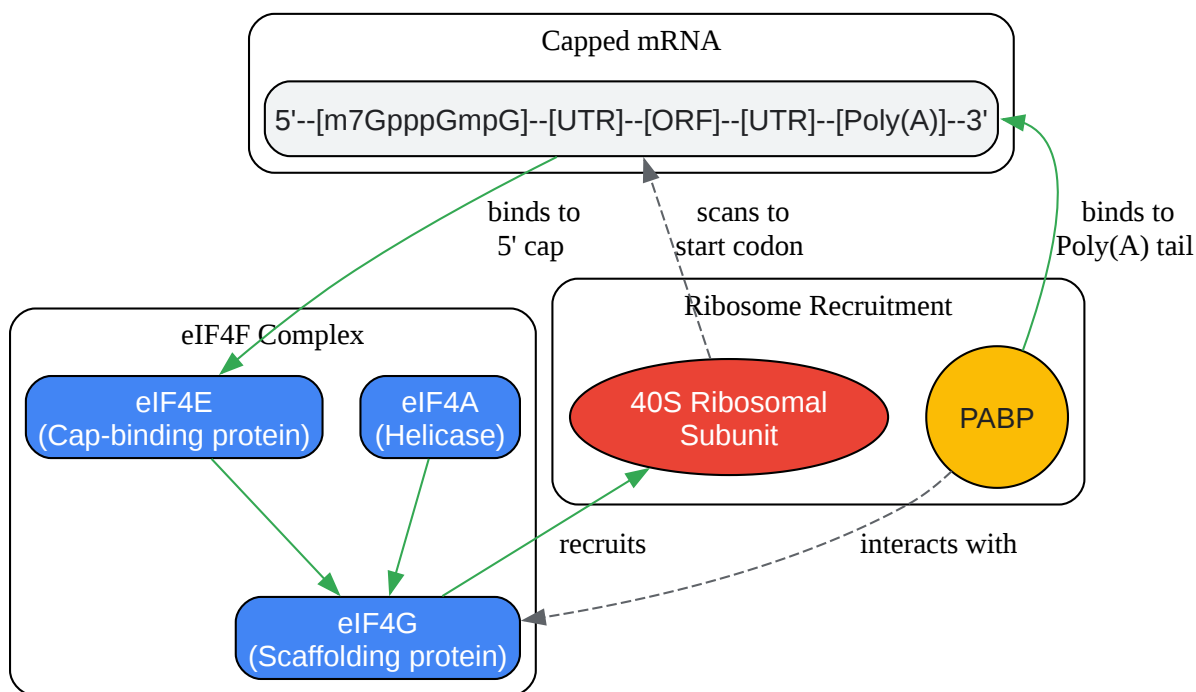 Capped mRNA
5'--[m7GpppGmpG]--[UTR]--[ORF]--[UTR]--[Poly(A)]--3'
binds to
5' cap
scans to
start codon
binds to
Poly(A) tail
eIF4F Complex
eIF4E
(Cap-binding protein)
eIF4A
(Helicase)
eIF4G
(Scaffolding protein)
Ribosome Recruitment
40S Ribosomal
Subunit
PABP
recruits
interacts with